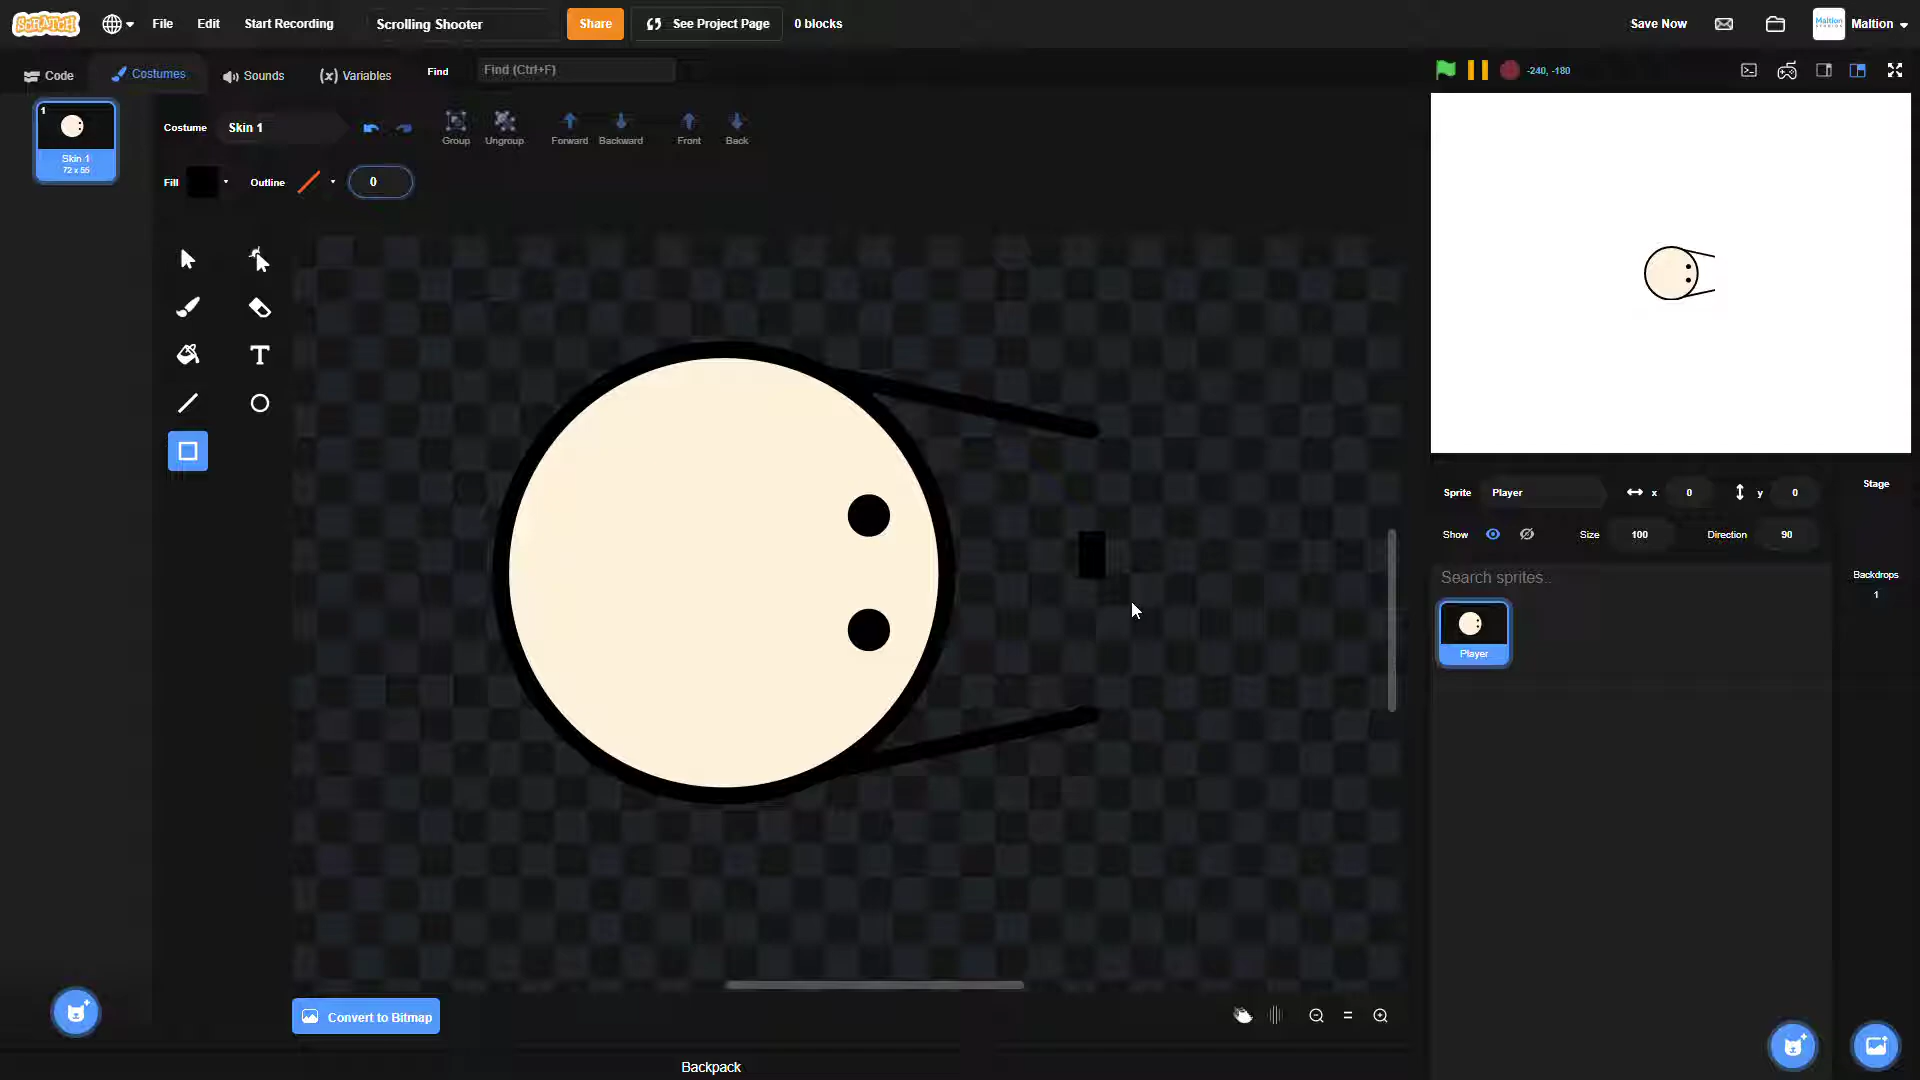 SCRATCH File Edit Start Recording Scrolling Shooter Share See Project Page 0 blocks Save Now Maltion
Code Costumes Sounds (x) Variables Find Find (Ctrl+F) -240, -180
1
Skin 1
72 x 55
Costume Skin 1 Group Ungroup Forward Backward Front Back
Fill Outline 0
T
Sprite Player x 0 y 0
Show Size 100 Direction 90
Search sprites..
Player
Stage
Backdrops
1
Convert to Bitmap
Backpack